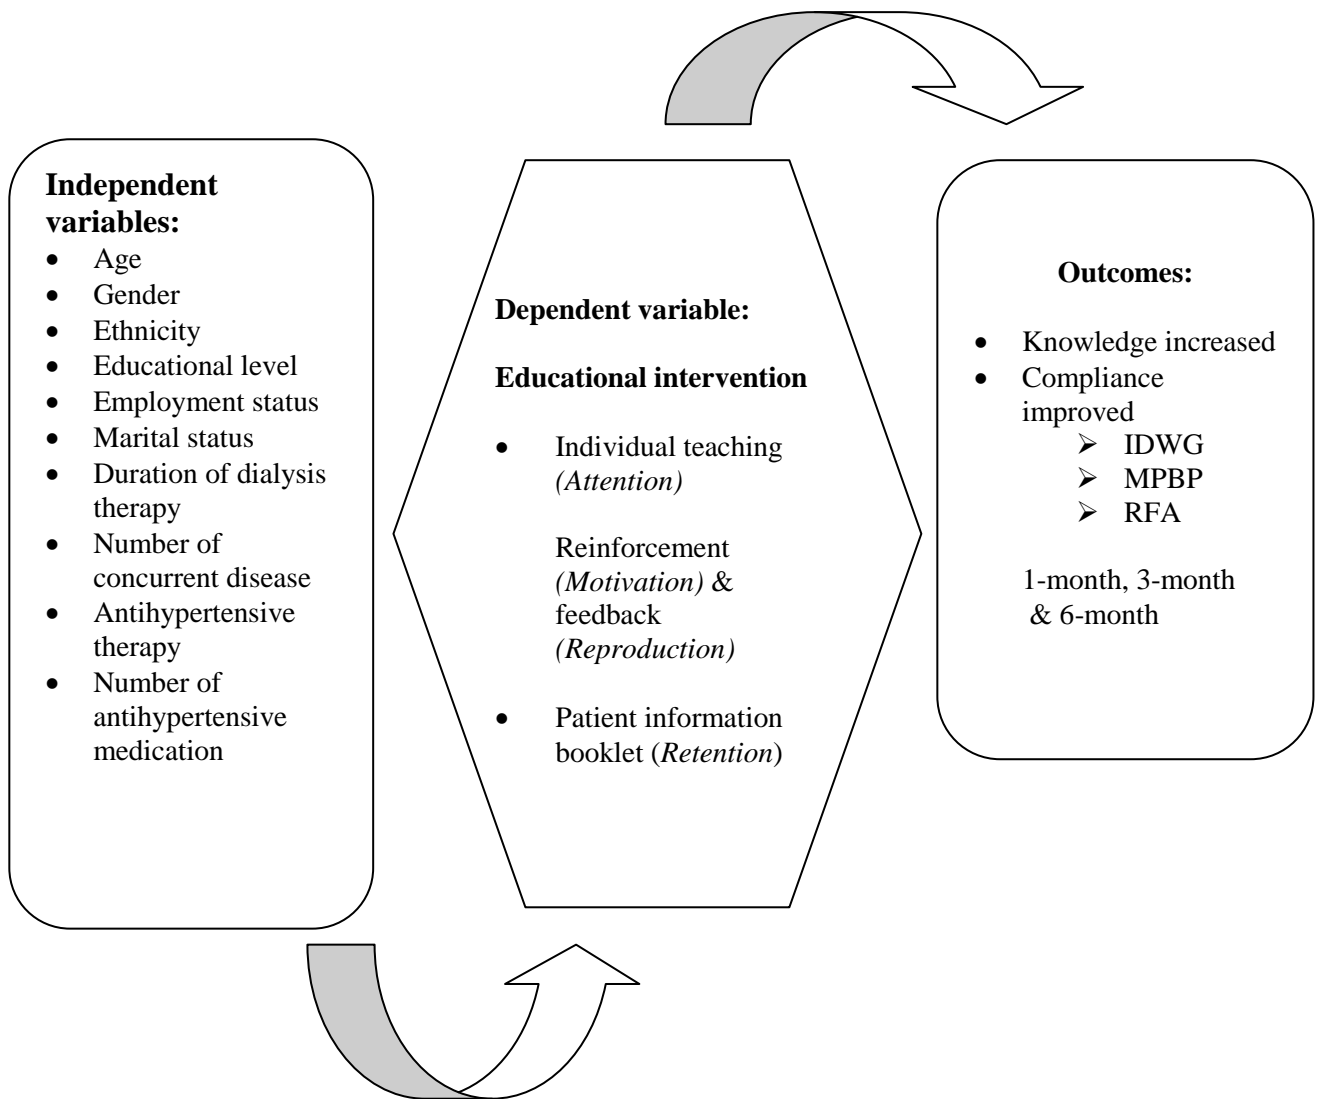 Independent
variables:
• Age
• Gender
• Ethnicity
• Educational level
• Employment status
• Marital status
• Duration of dialysis
therapy
• Number of
concurrent disease
• Antihypertensive
therapy
• Number of
antihypertensive
medication
Dependent variable:
Educational intervention
• Individual teaching
(Attention)
Reinforcement
(Motivation) &
feedback
(Reproduction)
• Patient information
booklet (Retention)
Outcomes:
• Knowledge increased
• Compliance
improved
➢ IDWG
➢ MPBP
➢ RFA
1-month, 3-month
& 6-month